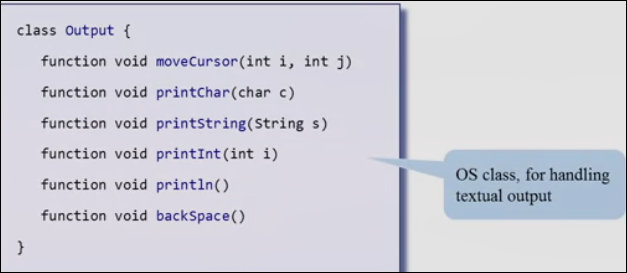 class Output {
function void moveCursor(int i, int j)
function void printChar(char c)
function void printString(String s)
function void printInt(int i)
function void println()
function void backSpace()
}
OS class, for handling
textual output